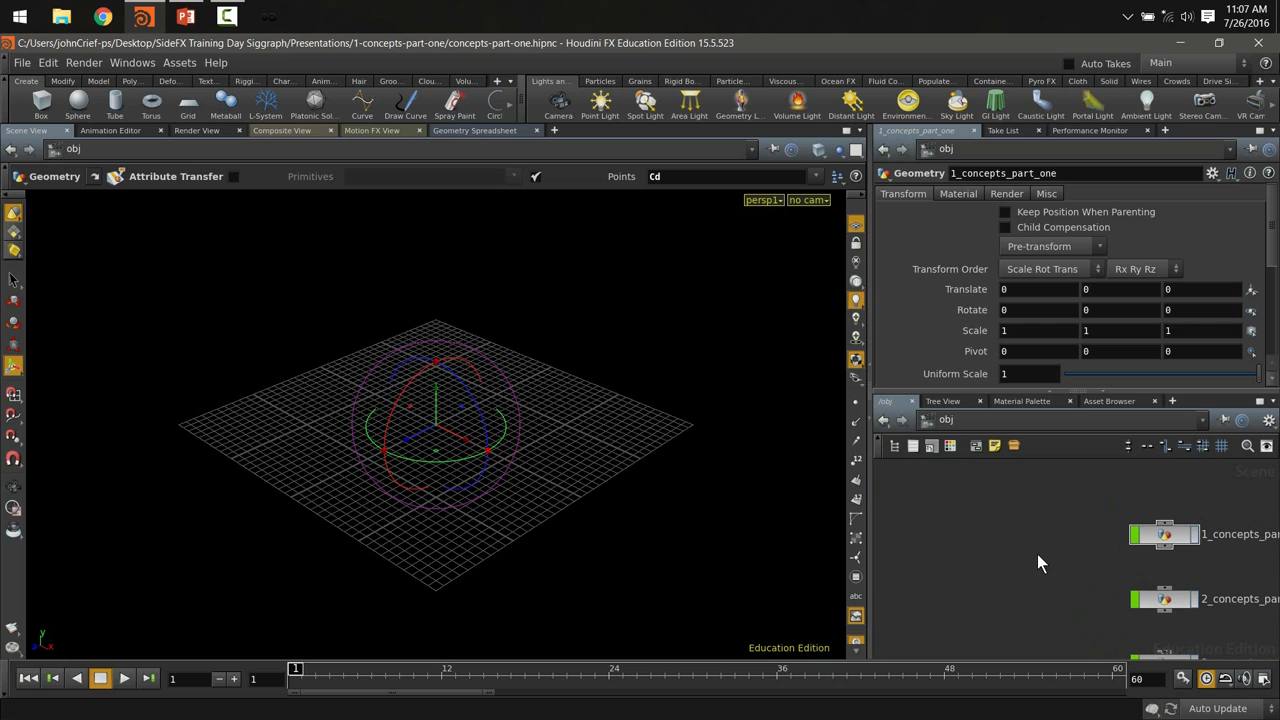 11:07 AM
7/26/2016
C:/Users/johnCrief-ps/Desktop/SideFX Training Day Siggraph/Presentations/1-concepts-part-one/concepts-part-one.hipnc - Houdini FX Education Edition 15.5.523
File Edit Render Windows Assets Help
Auto Takes Main
Create Modify Model Poly... Defo... Text... Riggi... Char... Anim... Hair Groo... Clou... Volu...
Lights an... Particles Grains Rigid Bo... Particle... Viscous... Ocean FX Fluid Co... Populate... Containe... Pyro FX Cloth Solid Wires Crowds Drive Si...
Box Sphere Tube Torus Grid Metaball L-System Platonic Sol... Curve Draw Curve Spray Paint Circ
Camera Point Light Spot Light Area Light Geometry L... Volume Light Distant Light Environmen... Sky Light GI Light Caustic Light Portal Light Ambient Light Stereo Cam... VR Cam
Scene View Animation Editor Render View Composite View Motion FX View Geometry Spreadsheet
1_concepts_part_one Take List Performance Monitor
obj
obj
Geometry Attribute Transfer Primitives Points Cd
Geometry 1_concepts_part_one
persp1 no cam
Transform Material Render Misc
Keep Position When Parenting
Child Compensation
Pre-transform
Transform Order Scale Rot Trans Rx Ry Rz
Translate 0 0 0
Rotate 0 0 0
Scale 1 1 1
Pivot 0 0 0
Uniform Scale 1
/obj Tree View Material Palette Asset Browser
obj
Scenes
12
12
1_concepts_par
2_concepts_par
abc
y
z x
Education Edition
Education Edition
1 1 1 12 24 36 48 60 60
Auto Update